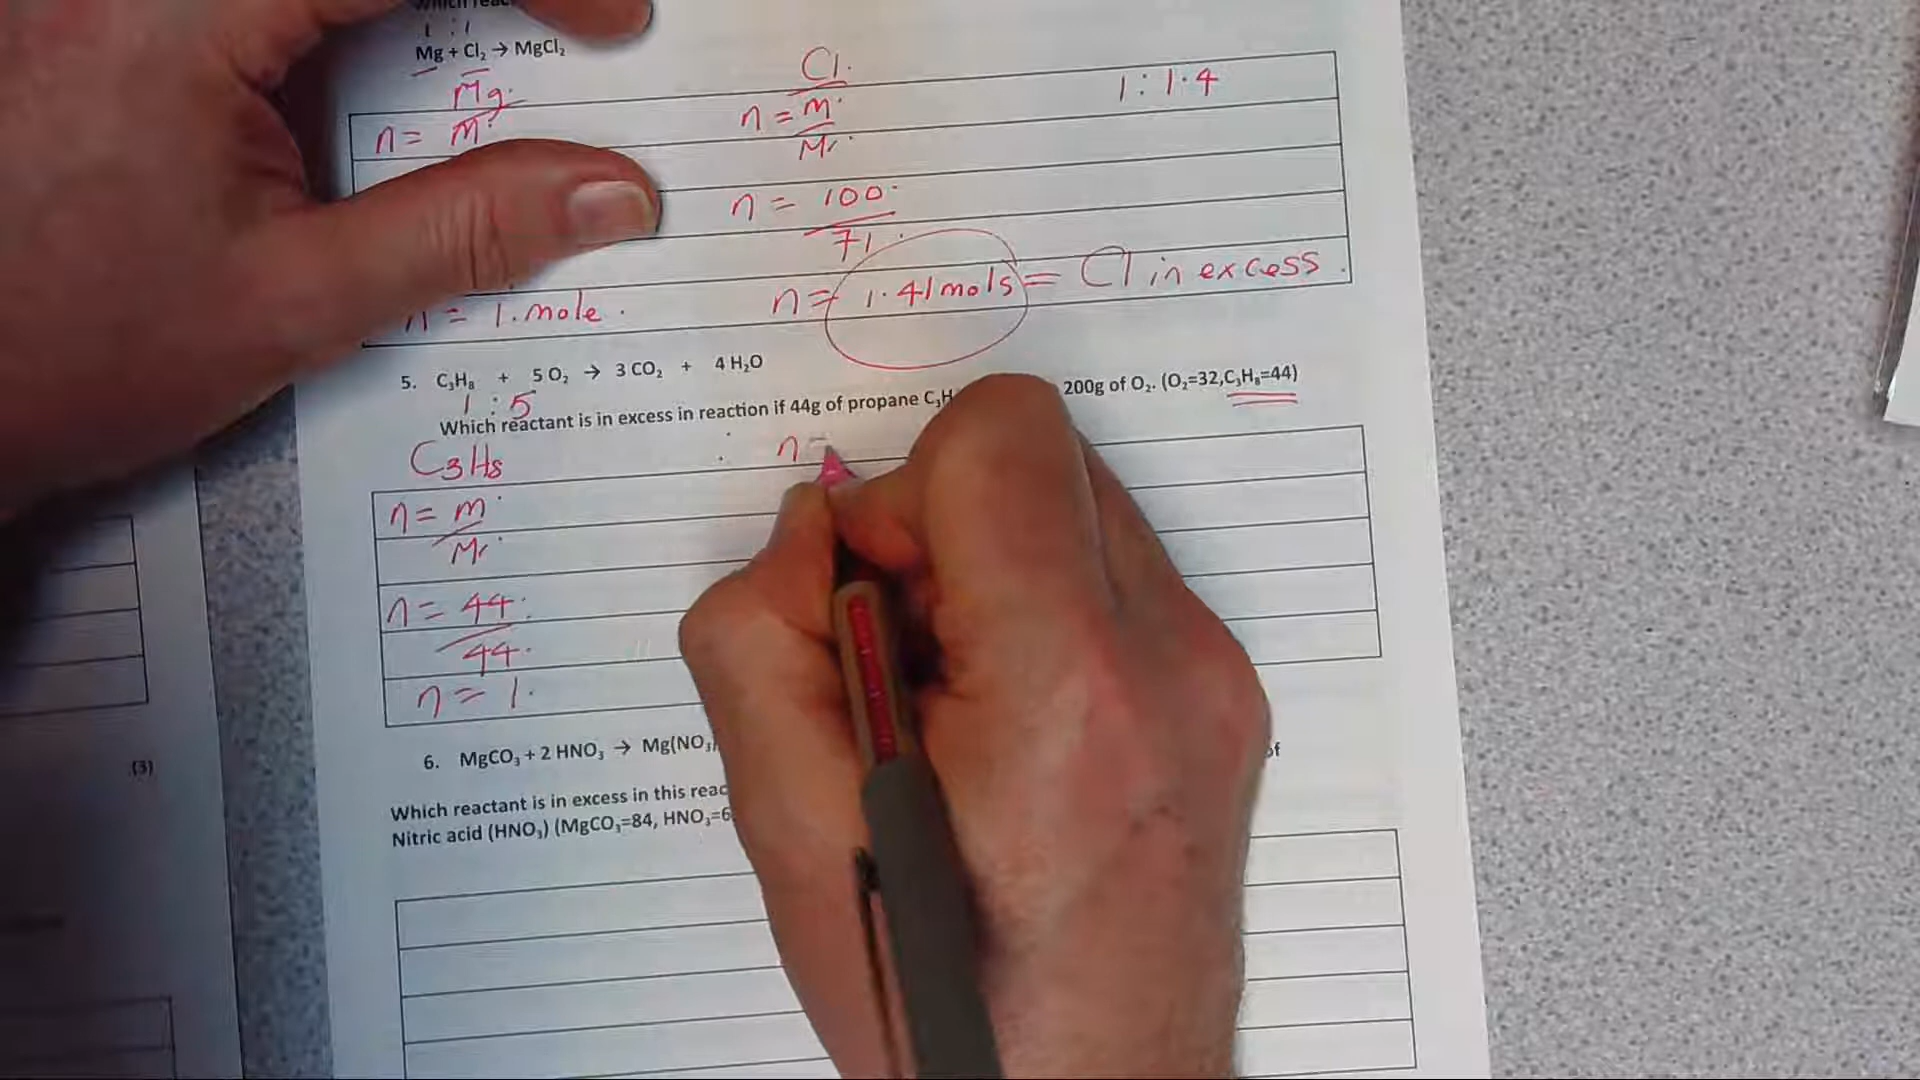 1 : 1
Mg + Cl₂ → MgCl₂
Mg.
Cl.
n = m
n = m
Mr
1 : 1.4
n = 100
71.
n = 1.mole.
n = 1.41mols = Cl in excess.
5. C₃H₈ + 5 O₂ → 3 CO₂ + 4 H₂O
1 : 5
Which reactant is in excess in reaction if 44g of propane C₃H 200g of O₂. (O₂=32,C₃H₈=44)
C3H8 : n =
n = m
Mr
n = 44.
44.
n = 1.
6. MgCO₃ + 2 HNO₃ → Mg(NO₃) of
Which reactant is in excess in this reac
Nitric acid (HNO₃) (MgCO₃=84, HNO₃=6
(3)